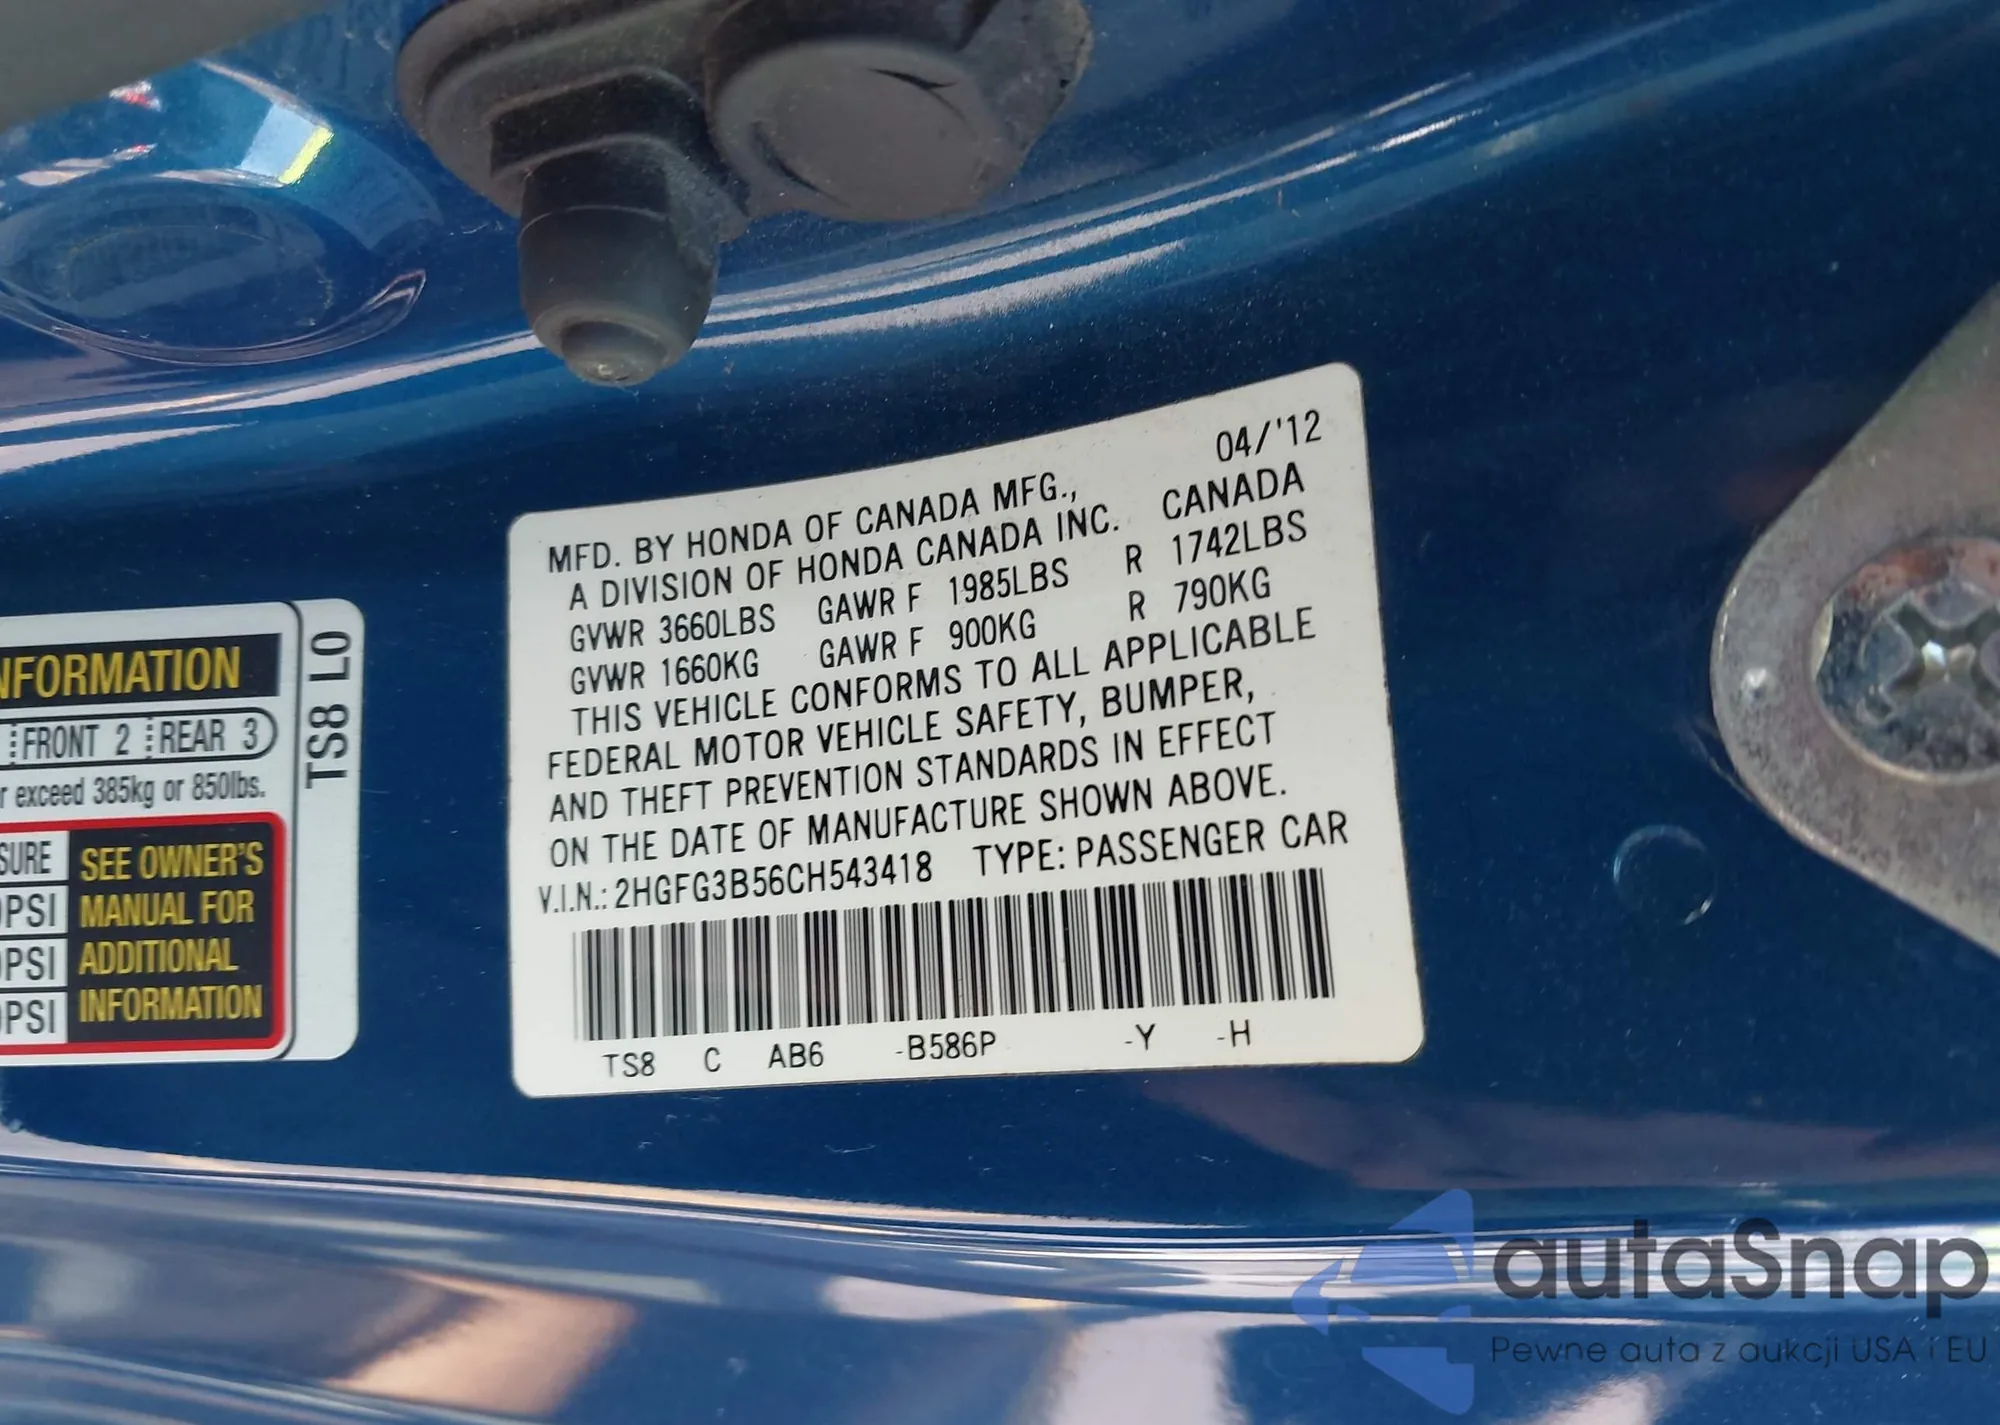 NFORMATION
FRONT 2 REAR 3
r exceed 385kg or 850lbs.
SURE
PSI
PSI
PSI
SEE OWNER'S
MANUAL FOR
ADDITIONAL
INFORMATION
TS8 L0
04/'12
MFD. BY HONDA OF CANADA MFG.,
A DIVISION OF HONDA CANADA INC. CANADA
GVWR 3660LBS GAWR F 1985LBS R 1742LBS
GVWR 1660KG GAWR F 900KG R 790KG
THIS VEHICLE CONFORMS TO ALL APPLICABLE
FEDERAL MOTOR VEHICLE SAFETY, BUMPER,
AND THEFT PREVENTION STANDARDS IN EFFECT
ON THE DATE OF MANUFACTURE SHOWN ABOVE.
V.I.N.: 2HGFG3B56CH543418 TYPE: PASSENGER CAR
TS8 C AB6 -B586P -Y -H
autaSnap
Pewne auta z aukcji USA i EU